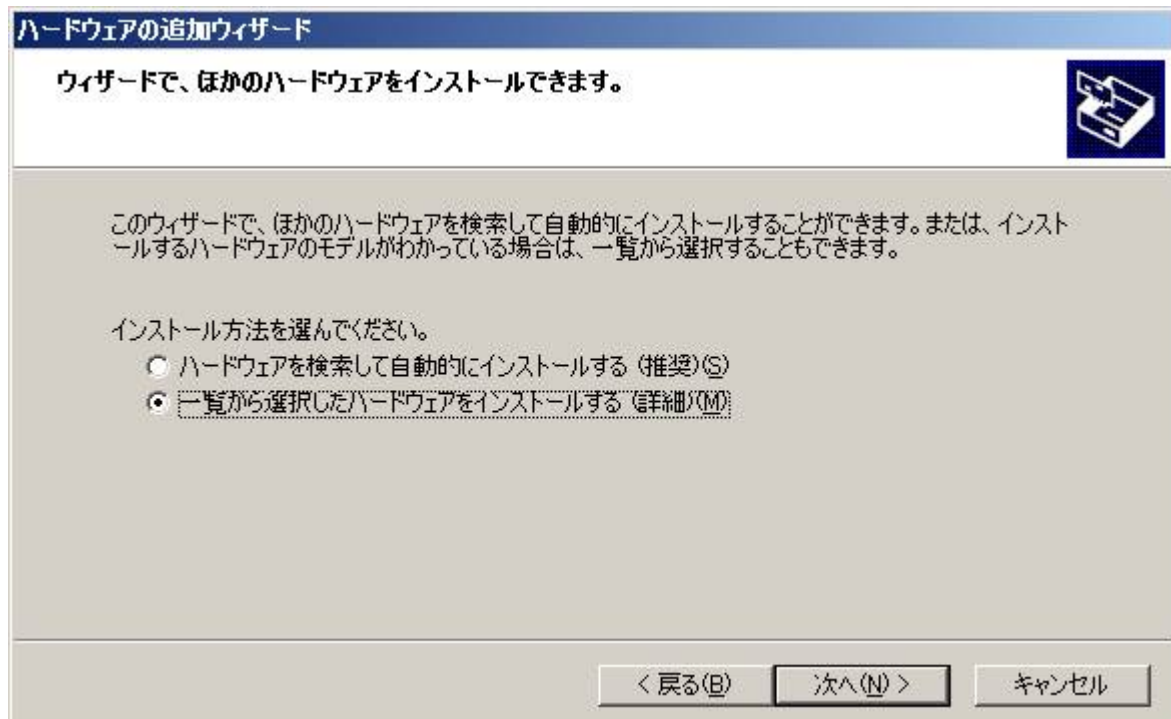 ハードウェアの追加ウィザード
ウィザードで、ほかのハードウェアをインストールできます。
このウィザードで、ほかのハードウェアを検索して自動的にインストールすることができます。または、インスト
ールするハードウェアのモデルがわかっている場合は、一覧から選択することもできます。
インストール方法を選んでください。
ハードウェアを検索して自動的にインストールする (推奨)(S)
一覧から選択したハードウェアをインストールする (詳細)(M)
< 戻る(B) 次へ(N) > キャンセル